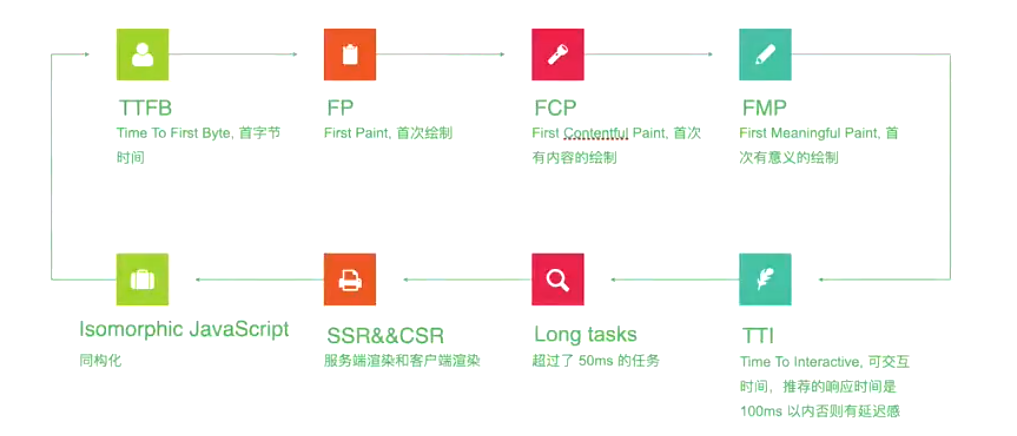 TTFB
Time To First Byte, 首字节
时间
FP
First Paint, 首次绘制
FCP
First Contentful Paint, 首次
有内容的绘制
FMP
First Meaningful Paint, 首
次有意义的绘制
Isomorphic JavaScript
同构化
SSR&&CSR
服务端渲染和客户端渲染
Long tasks
超过了 50ms 的任务
TTI
Time To Interactive, 可交互
时间，推荐的响应时间是
100ms 以内否则有延迟感